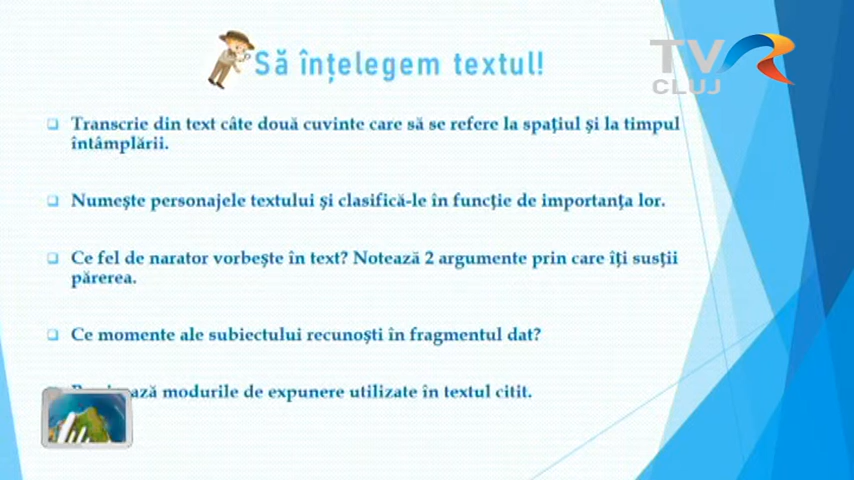 Să înțelegem textul!
TVR
CLUJ
Transcrie din text câte două cuvinte care să se refere la spațiul și la timpul
întâmplării.
Numește personajele textului și clasifică-le în funcție de importanța lor.
Ce fel de narator vorbește în text? Notează 2 argumente prin care îți susții
părerea.
Ce momente ale subiectului recunoști în fragmentul dat?
modurile de expunere utilizate în textul citit.